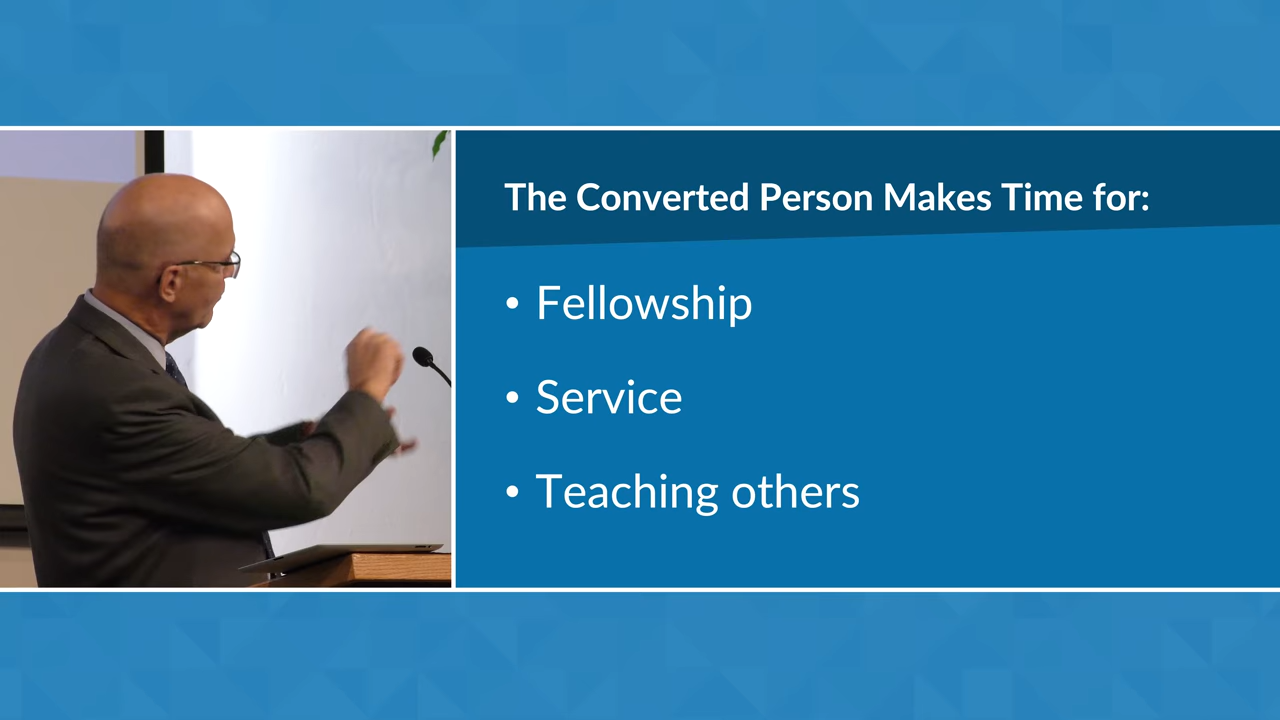 The Converted Person Makes Time for:
• Fellowship
• Service
• Teaching others